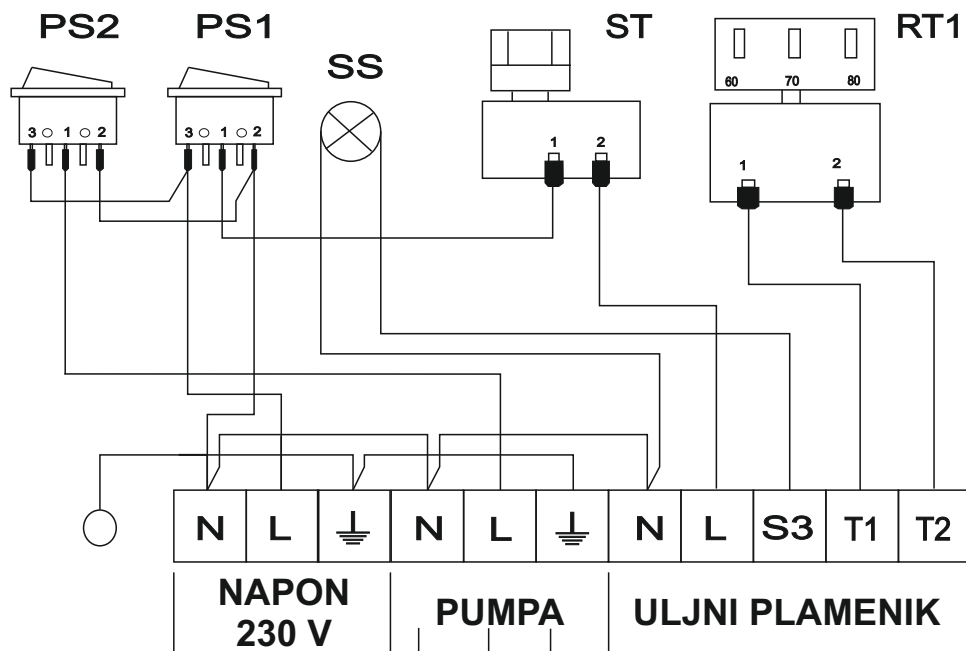 PS2 PS1 SS ST RT1
60 70 80
3 1 2 3 1 2 1 2 1 2
N L N L N L S3 T1 T2
NAPON PUMPA ULJNI PLAMENIK
230 V